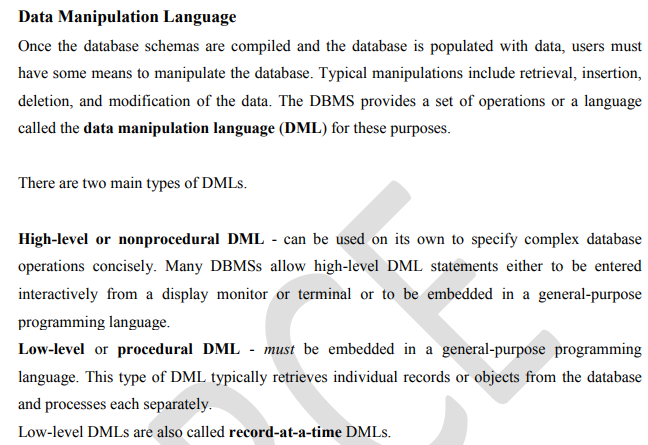 Data Manipulation Language
Once the database schemas are compiled and the database is populated with data, users must
have some means to manipulate the database. Typical manipulations include retrieval, insertion,
deletion, and modification of the data. The DBMS provides a set of operations or a language
called the data manipulation language (DML) for these purposes.
There are two main types of DMLs.
High-level or nonprocedural DML - can be used on its own to specify complex database
operations concisely. Many DBMSs allow high-level DML statements either to be entered
interactively from a display monitor or terminal or to be embedded in a general-purpose
programming language.
Low-level or procedural DML - must be embedded in a general-purpose programming
language. This type of DML typically retrieves individual records or objects from the database
and processes each separately.
Low-level DMLs are also called record-at-a-time DMLs.